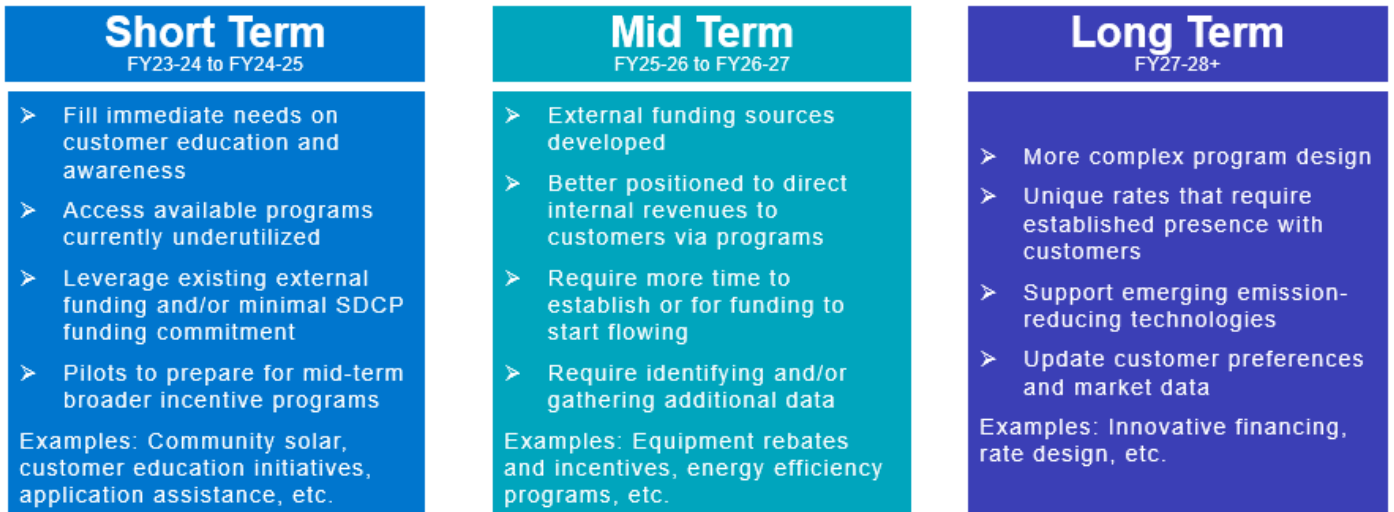 Short Term
FY23-24 to FY24-25
➢ Fill immediate needs on
customer education and
awareness
➢ Access available programs
currently underutilized
➢ Leverage existing external
funding and/or minimal SDCP
funding commitment
➢ Pilots to prepare for mid-term
broader incentive programs
Examples: Community solar,
customer education initiatives,
application assistance, etc.
Mid Term
FY25-26 to FY26-27
➢ External funding sources
developed
➢ Better positioned to direct
internal revenues to
customers via programs
➢ Require more time to
establish or for funding to
start flowing
➢ Require identifying and/or
gathering additional data
Examples: Equipment rebates
and incentives, energy efficiency
programs, etc.
Long Term
FY27-28+
➢ More complex program design
➢ Unique rates that require
established presence with
customers
➢ Support emerging emission-
reducing technologies
➢ Update customer preferences
and market data
Examples: Innovative financing,
rate design, etc.